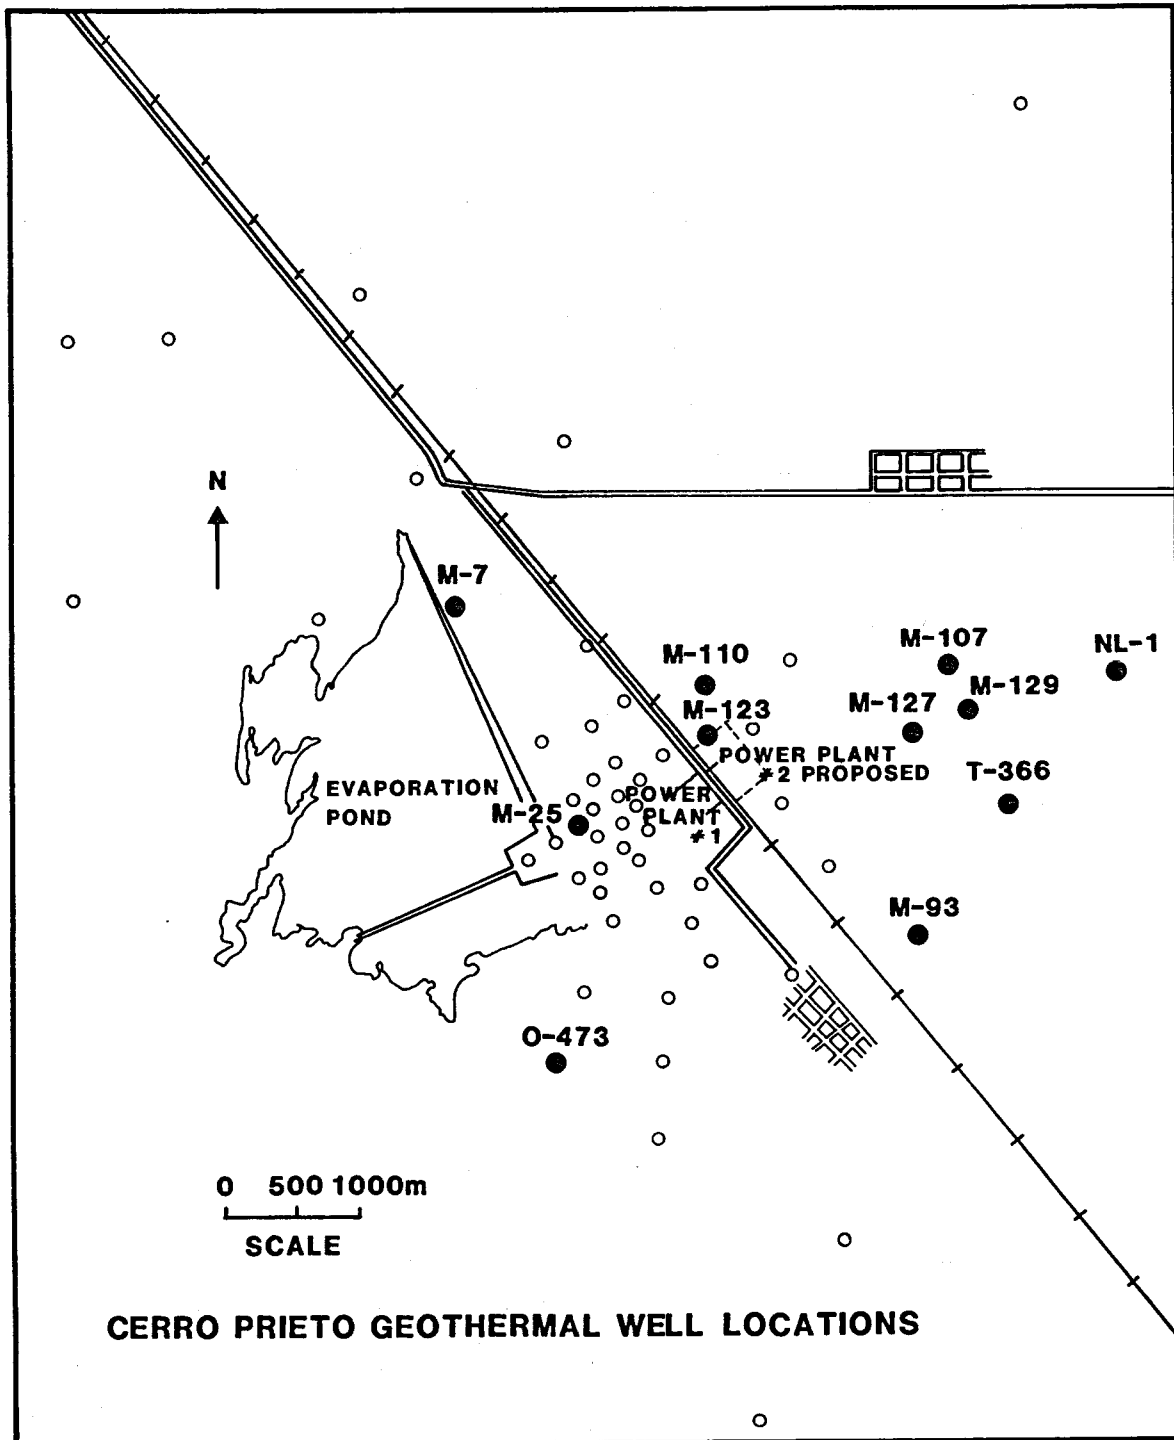 N
M-7
M-110
M-107
NL-1
M-129
M-127
M-123
POWER PLANT
#2 PROPOSED
T-366
EVAPORATION
POND
M-25
POWER
PLANT
#1
M-93
O-473
0 500 1000m
SCALE
CERRO PRIETO GEOTHERMAL WELL LOCATIONS